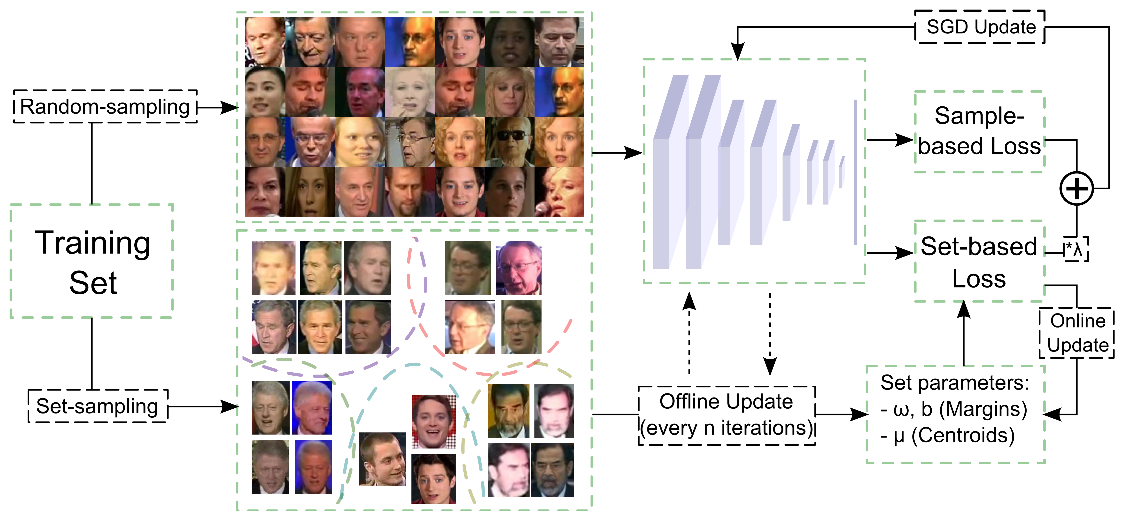 SGD Update
Random-sampling
Sample-
based Loss
Training
Set
+
Set-based
Loss
*λ
Online
Update
Set-sampling
Offline Update
(every n iterations)
Set parameters:
- ω, b (Margins)
- μ (Centroids)